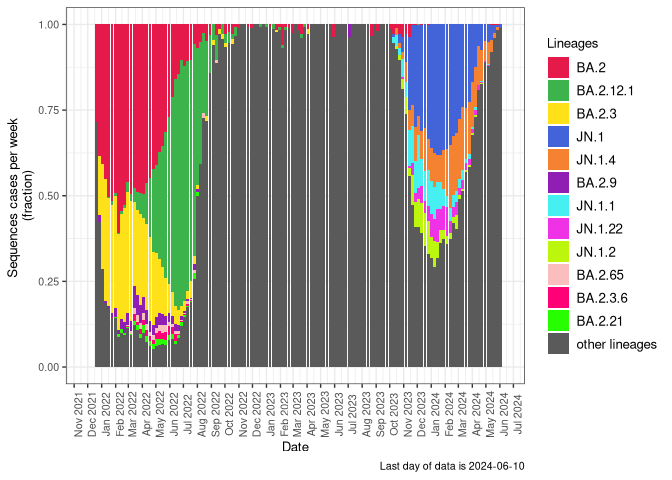 1.00
0.75
0.50
0.25
0.00
Sequences cases per week
(fraction)
Nov 2021
Dec 2021
Jan 2022
Feb 2022
Mar 2022
Apr 2022
May 2022
Jun 2022
Jul 2022
Aug 2022
Sep 2022
Oct 2022
Nov 2022
Dec 2022
Jan 2023
Feb 2023
Mar 2023
Apr 2023
May 2023
Jun 2023
Jul 2023
Aug 2023
Sep 2023
Oct 2023
Nov 2023
Dec 2023
Jan 2024
Feb 2024
Mar 2024
Apr 2024
May 2024
Jun 2024
Jul 2024
Date
Lineages
BA.2
BA.2.12.1
BA.2.3
JN.1
JN.1.4
BA.2.9
JN.1.1
JN.1.22
JN.1.2
BA.2.65
BA.2.3.6
BA.2.21
other lineages
Last day of data is 2024-06-10